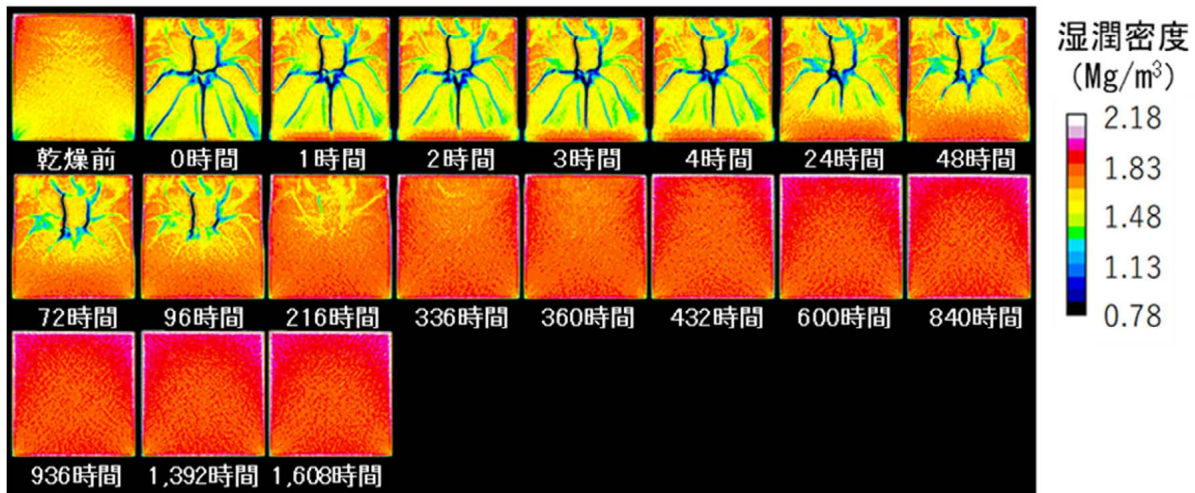 乾燥前 0時間 1時間 2時間 3時間 4時間 24時間 48時間
72時間 96時間 216時間 336時間 360時間 432時間 600時間 840時間
936時間 1,392時間 1,608時間
湿潤密度
(Mg/m³)
2.18
1.83
1.48
1.13
0.78